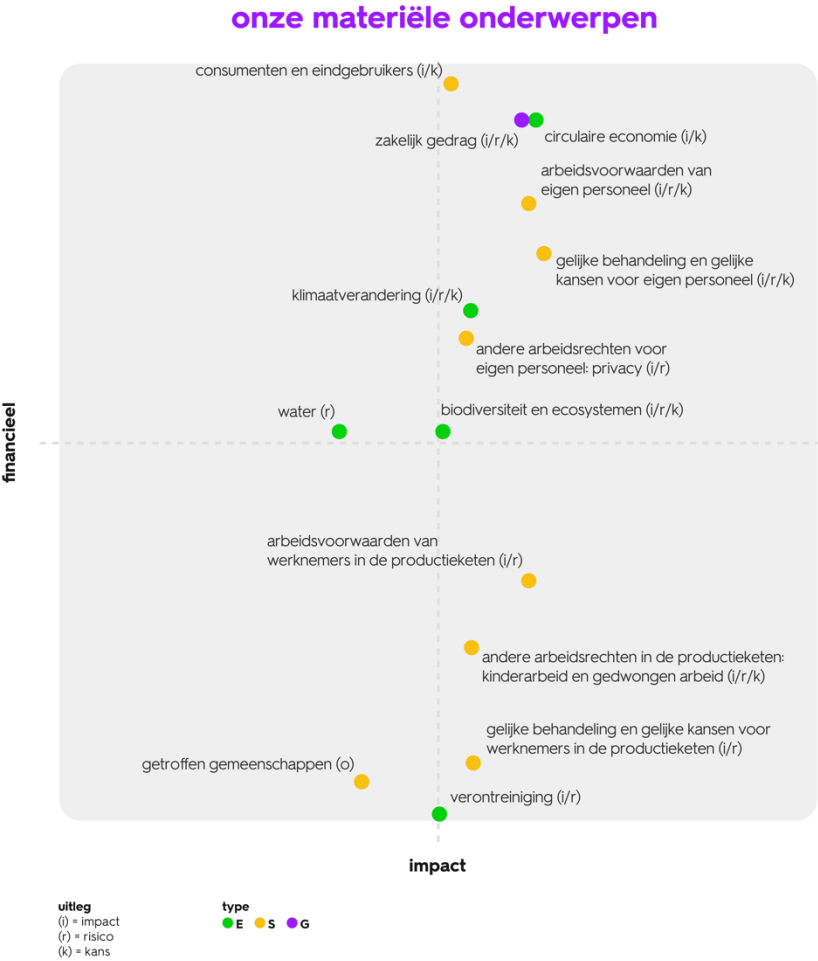 onze materiële onderwerpen
consumenten en eindgebruikers (i/k)
zakelijk gedrag (i/r/k)
circulaire economie (i/k)
arbeidsvoorwaarden van
eigen personeel (i/r/k)
gelijke behandeling en gelijke
kansen voor eigen personeel (i/r/k)
klimaatverandering (i/r/k)
andere arbeidsrechten voor
eigen personeel: privacy (i/r)
water (r)
biodiversiteit en ecosystemen (i/r/k)
financieel
arbeidsvoorwaarden van
werknemers in de productieketen (i/r)
andere arbeidsrechten in de productieketen:
kinderarbeid en gedwongen arbeid (i/r/k)
gelijke behandeling en gelijke kansen voor
werknemers in de productieketen (i/r)
getroffen gemeenschappen (o)
verontreiniging (i/r)
impact
uitleg
(i) = impact
(r) = risico
(k) = kans
type
E S G